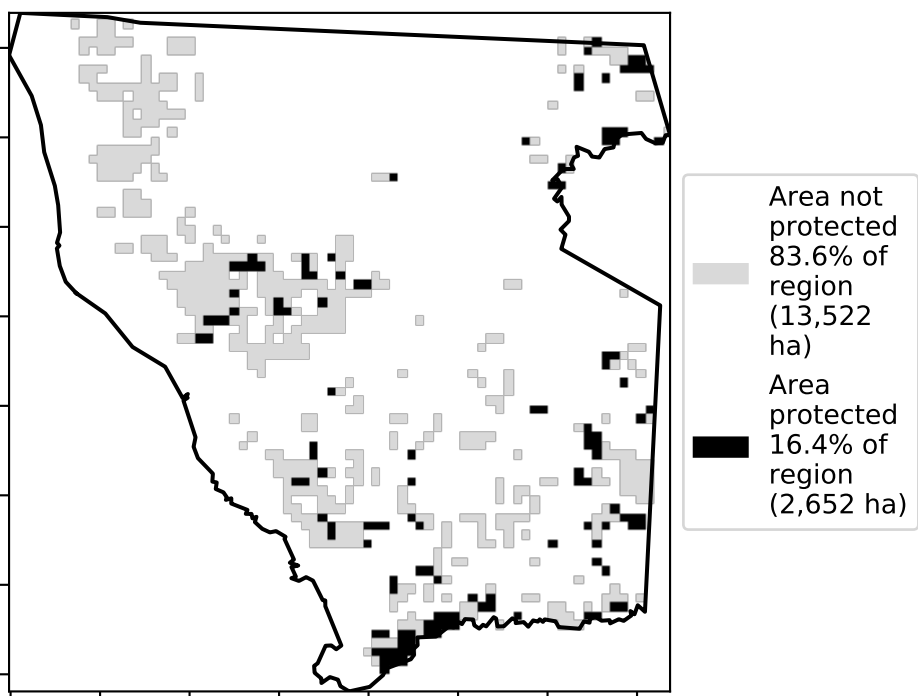 Area not
protected
83.6% of
region
(13,522
ha)
Area
protected
16.4% of
region
(2,652 ha)